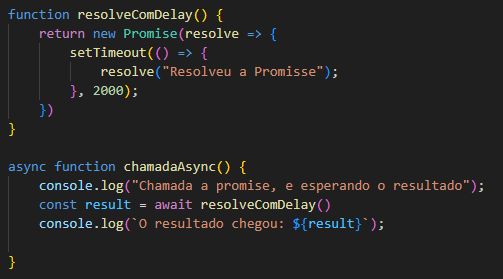 function resolveComDelay() {
    return new Promise(resolve => {
        setTimeout(() => {
            resolve("Resolveu a Promisse");
        }, 2000);
    })
}
async function chamadaAsync() {
    console.log("Chamada a promise, e esperando o resultado");
    const result = await resolveComDelay()
    console.log(`O resultado chegou: ${result}`);
}